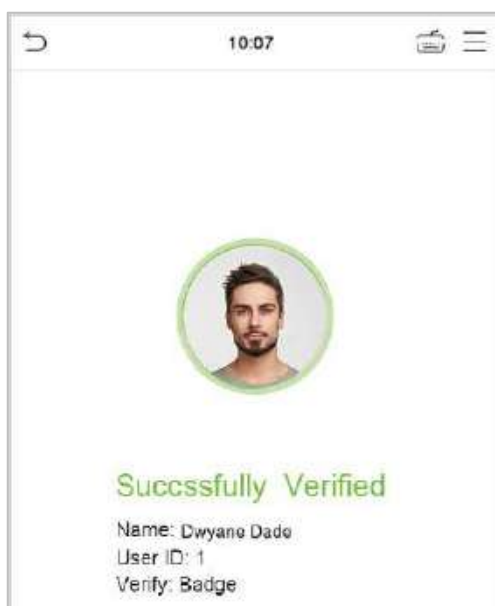 10:07
Succssfully Verified
Name: Dwyane Dade
User ID: 1
Verify: Badge